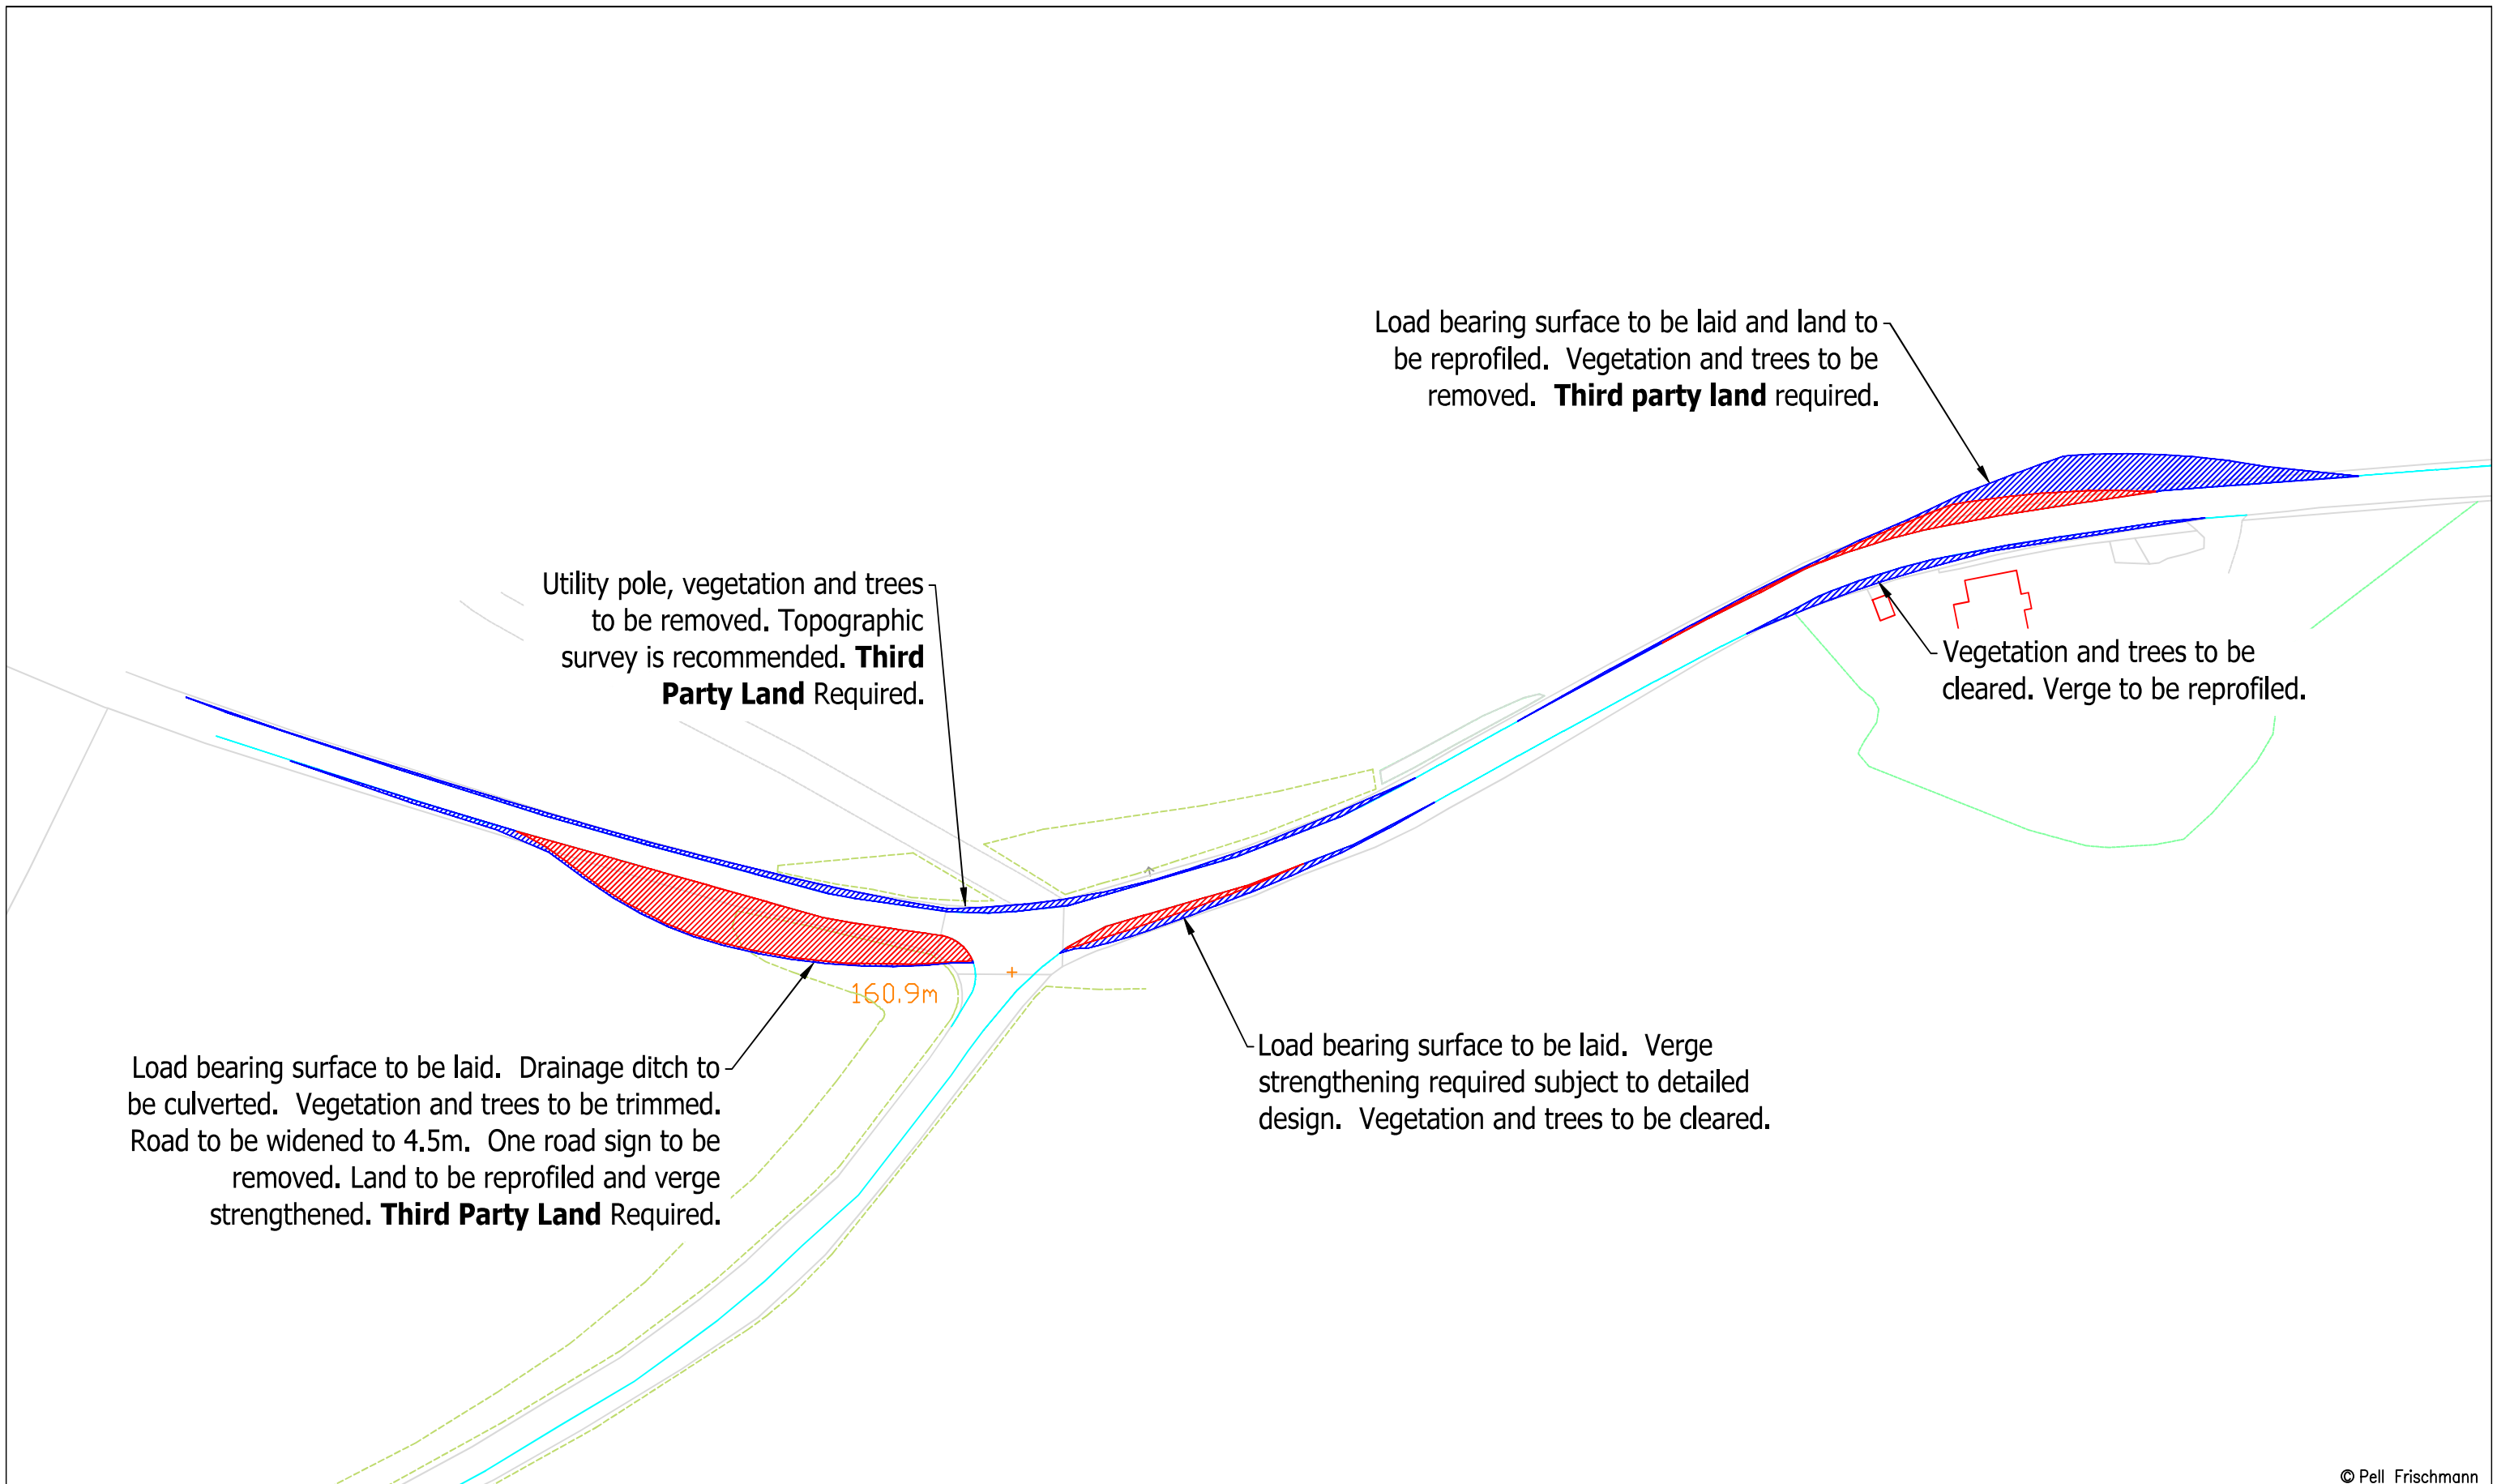 Load bearing surface to be laid and land to
be reprofiled.  Vegetation and trees to be
removed.  Third party land required.
Utility pole, vegetation and trees
to be removed. Topographic
survey is recommended. Third
Party Land Required.
Vegetation and trees to be
cleared. Verge to be reprofiled.
160.9m
Load bearing surface to be laid.  Drainage ditch to
be culverted.  Vegetation and trees to be trimmed.
Road to be widened to 4.5m.  One road sign to be
removed. Land to be reprofiled and verge
strengthened. Third Party Land Required.
Load bearing surface to be laid.  Verge
strengthening required subject to detailed
design.  Vegetation and trees to be cleared.
© Pell Frischmann